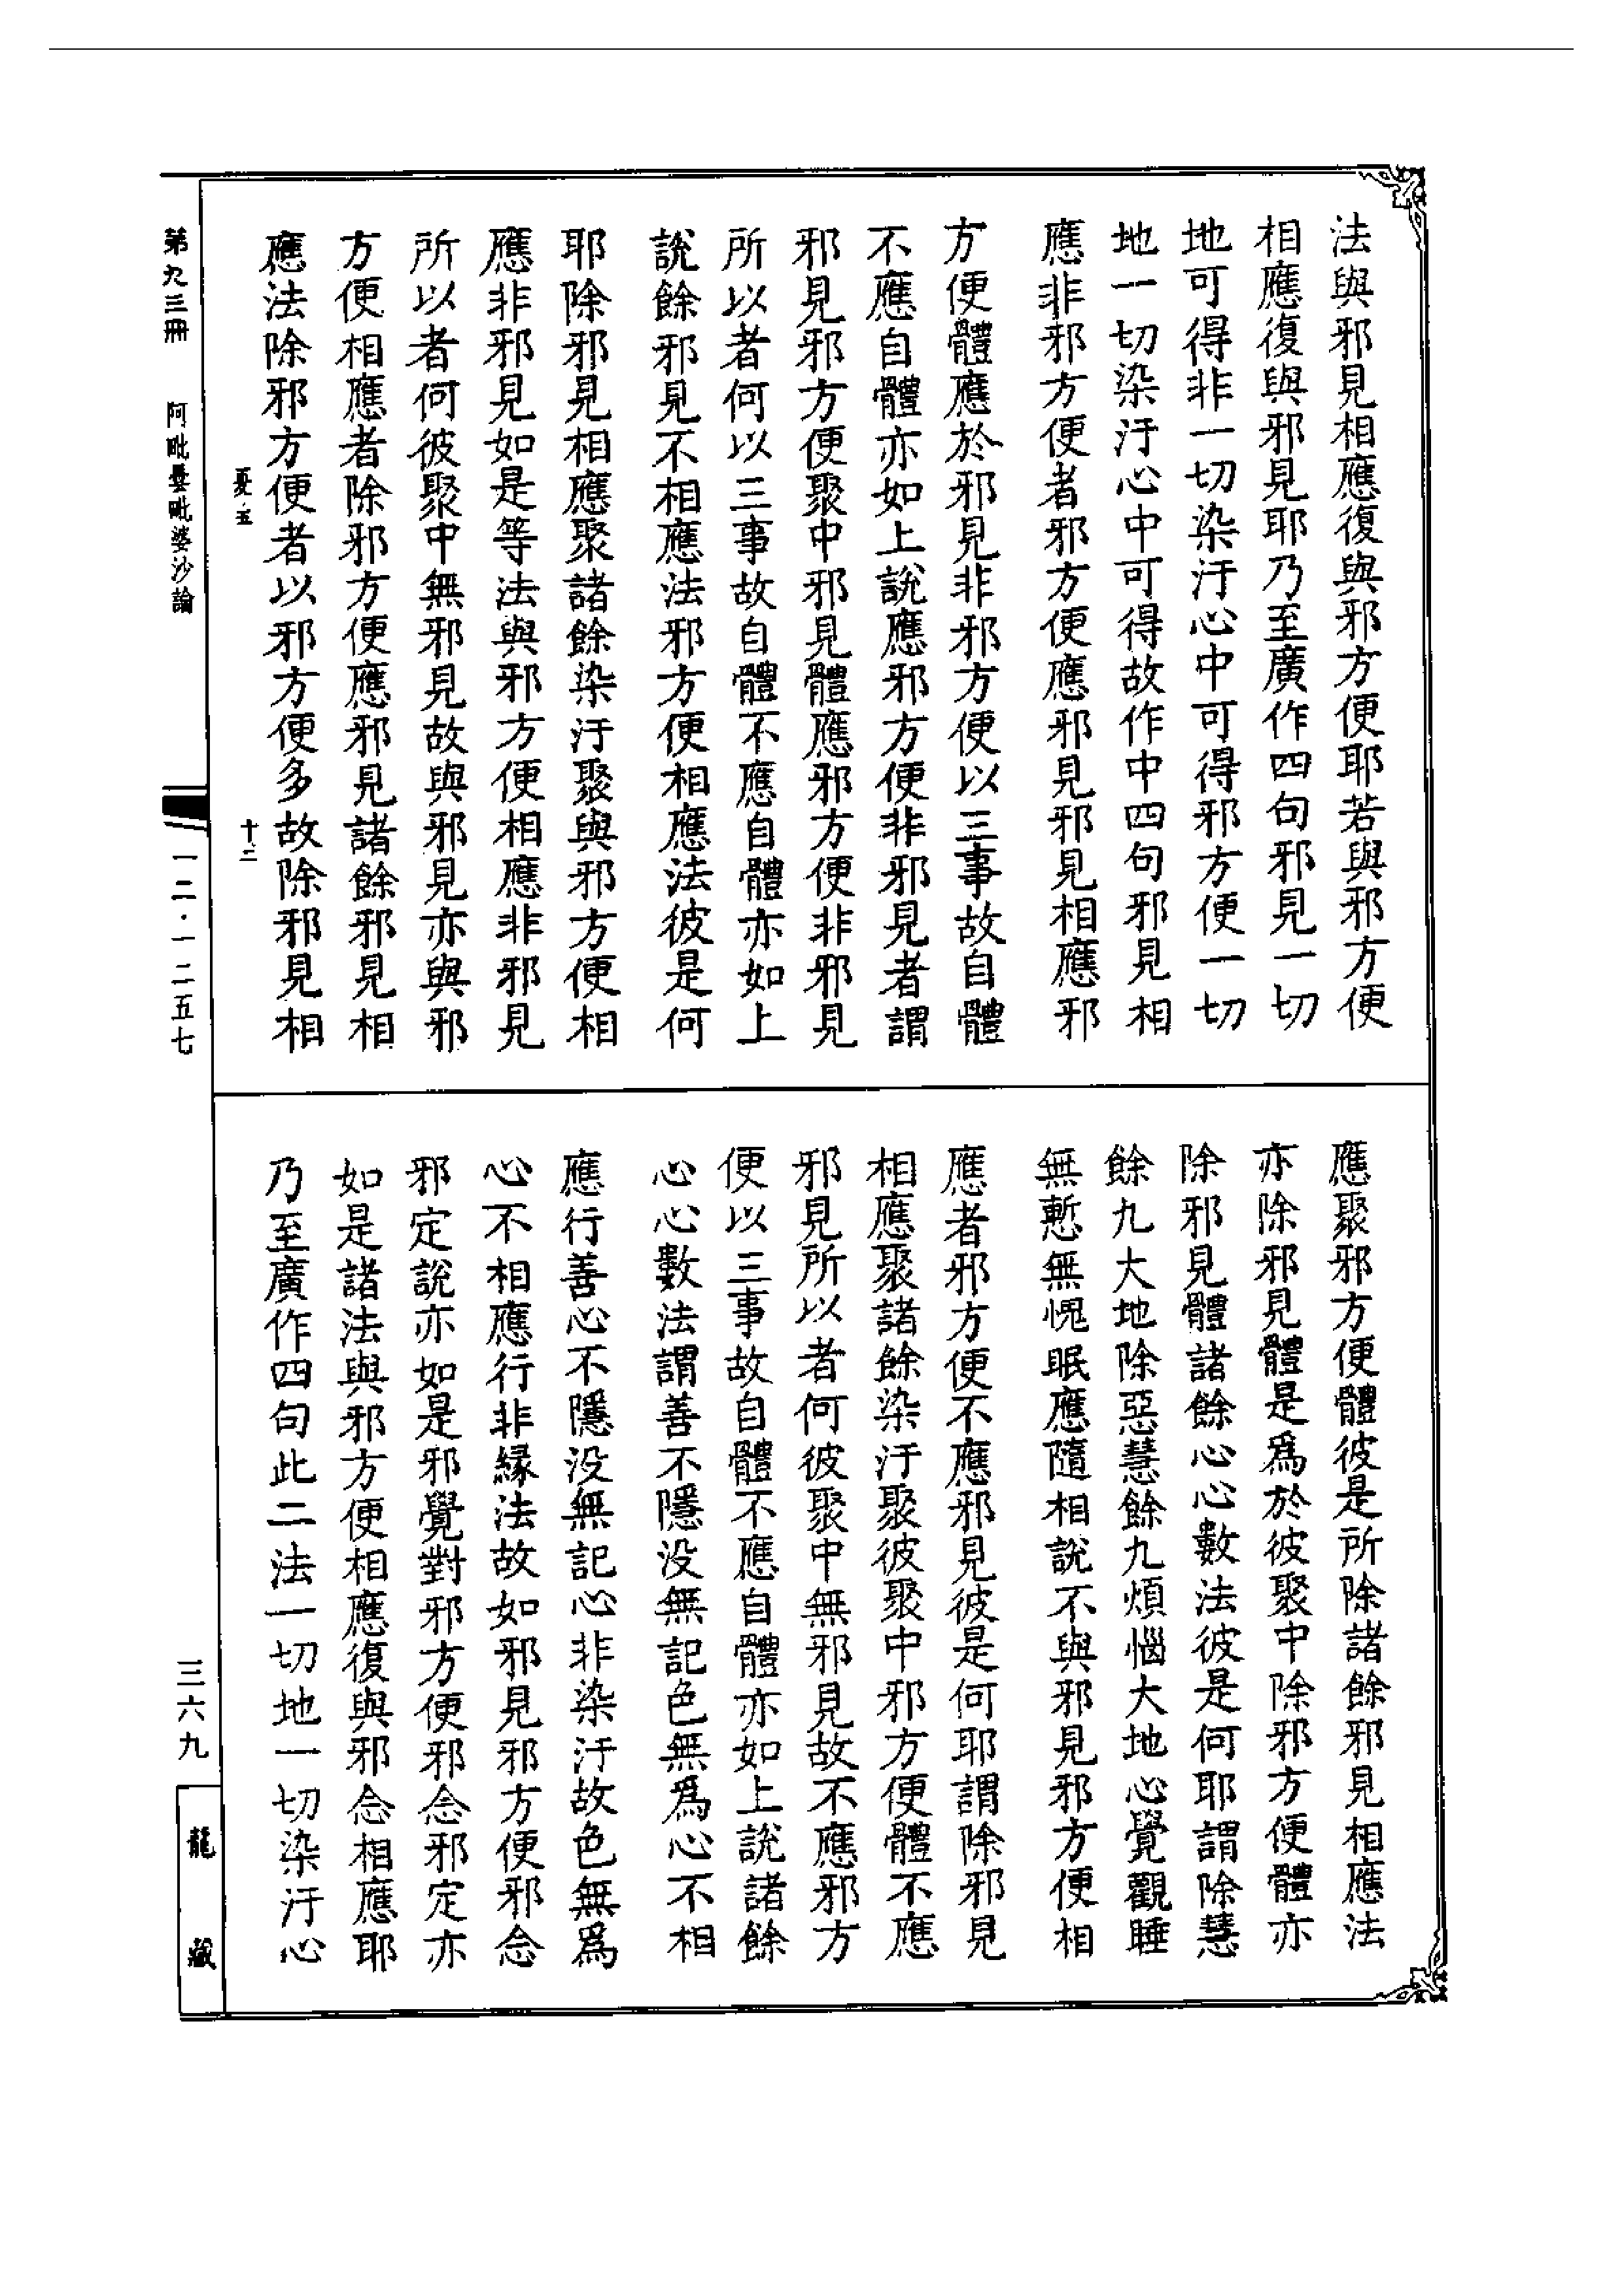 法與邪見相應復與邪方便耶若與邪方便
相應復與邪見耶乃至廣作四句邪見一切
地可得非一切染汙心中可得邪方便一切
地一切染汙心中可得故作中四句邪見相
應非邪方便者邪方便應邪見邪見相應邪
方便體應於邪見非邪方便以三事故自體
不應自體亦如上說應邪方便非邪見者謂
邪見邪方便聚中邪見體應邪方便非邪見
所以者何以三事故自體不應自體亦如上
說餘邪見不相應法邪方便相應法彼是何
耶除邪見相應聚諸餘染汙聚與邪方便相
應非邪見如是等法與邪方便相應非邪見
所以者何彼聚中無邪見故與邪見亦與邪
方便相應者除邪方便應邪見諸餘邪見相
應法除邪方便者以邪方便多故除邪見相
應聚邪方便體彼是所除諸餘邪見相應法
亦除邪見體是爲於彼聚中除邪方便體亦
除邪見體諸餘心心數法彼是何耶謂除慧
餘九大地除惡慧餘九煩惱大地心覺觀睡
無慙無愧眠應隨相說不與邪見邪方便相
應者邪方便不應邪見彼是何耶謂除邪見
相應聚諸餘染汙聚彼聚中邪方便體不應
邪見所以者何彼聚中無邪見故不應邪方
便以三事故自體不應自體亦如上說諸餘
心心數法謂善不隱没無記色無爲心不相
應行善心不隱没無記心非染汙故色無爲
心不相應行非緣法故如邪見邪方便邪念
邪定說亦如是邪覺對邪方便邪念邪定亦
如是諸法與邪方便相應復與邪念相應耶
乃至廣作四句此二法一切地一切染汙心
憂五
十三
第九三冊 阿毗曇毗婆沙論
一二·一二五七
三六九
龍藏